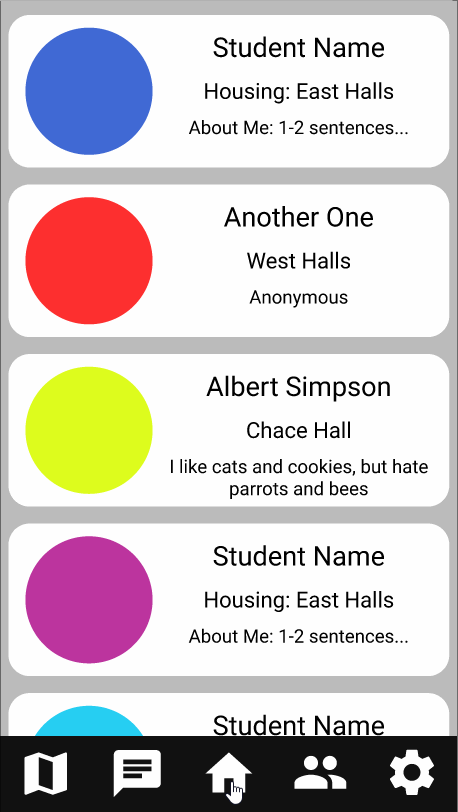 Student Name
Housing: East Halls
About Me: 1-2 sentences...
Another One
West Halls
Anonymous
Albert Simpson
Chace Hall
I like cats and cookies, but hate
parrots and bees
Student Name
Housing: East Halls
About Me: 1-2 sentences...
Student Name